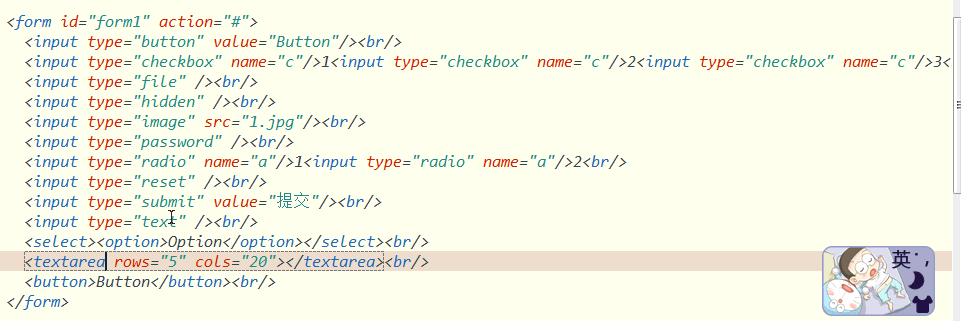 <form id="form1" action="#">
<input type="button" value="Button"/><br/>
<input type="checkbox" name="c"/>1<input type="checkbox" name="c"/>2<input type="checkbox" name="c"/>3<
<input type="file" /><br/>
<input type="hidden" /><br/>
<input type="image" src="1.jpg"/><br/>
<input type="password" /><br/>
<input type="radio" name="a"/>1<input type="radio" name="a"/>2<br/>
<input type="reset" /><br/>
<input type="submit" value="提交"/><br/>
<input type="text" /><br/>
<select><option>Option</option></select><br/>
<textarea rows="5" cols="20"></textarea><br/>
<button>Button</button><br/>
</form>
英